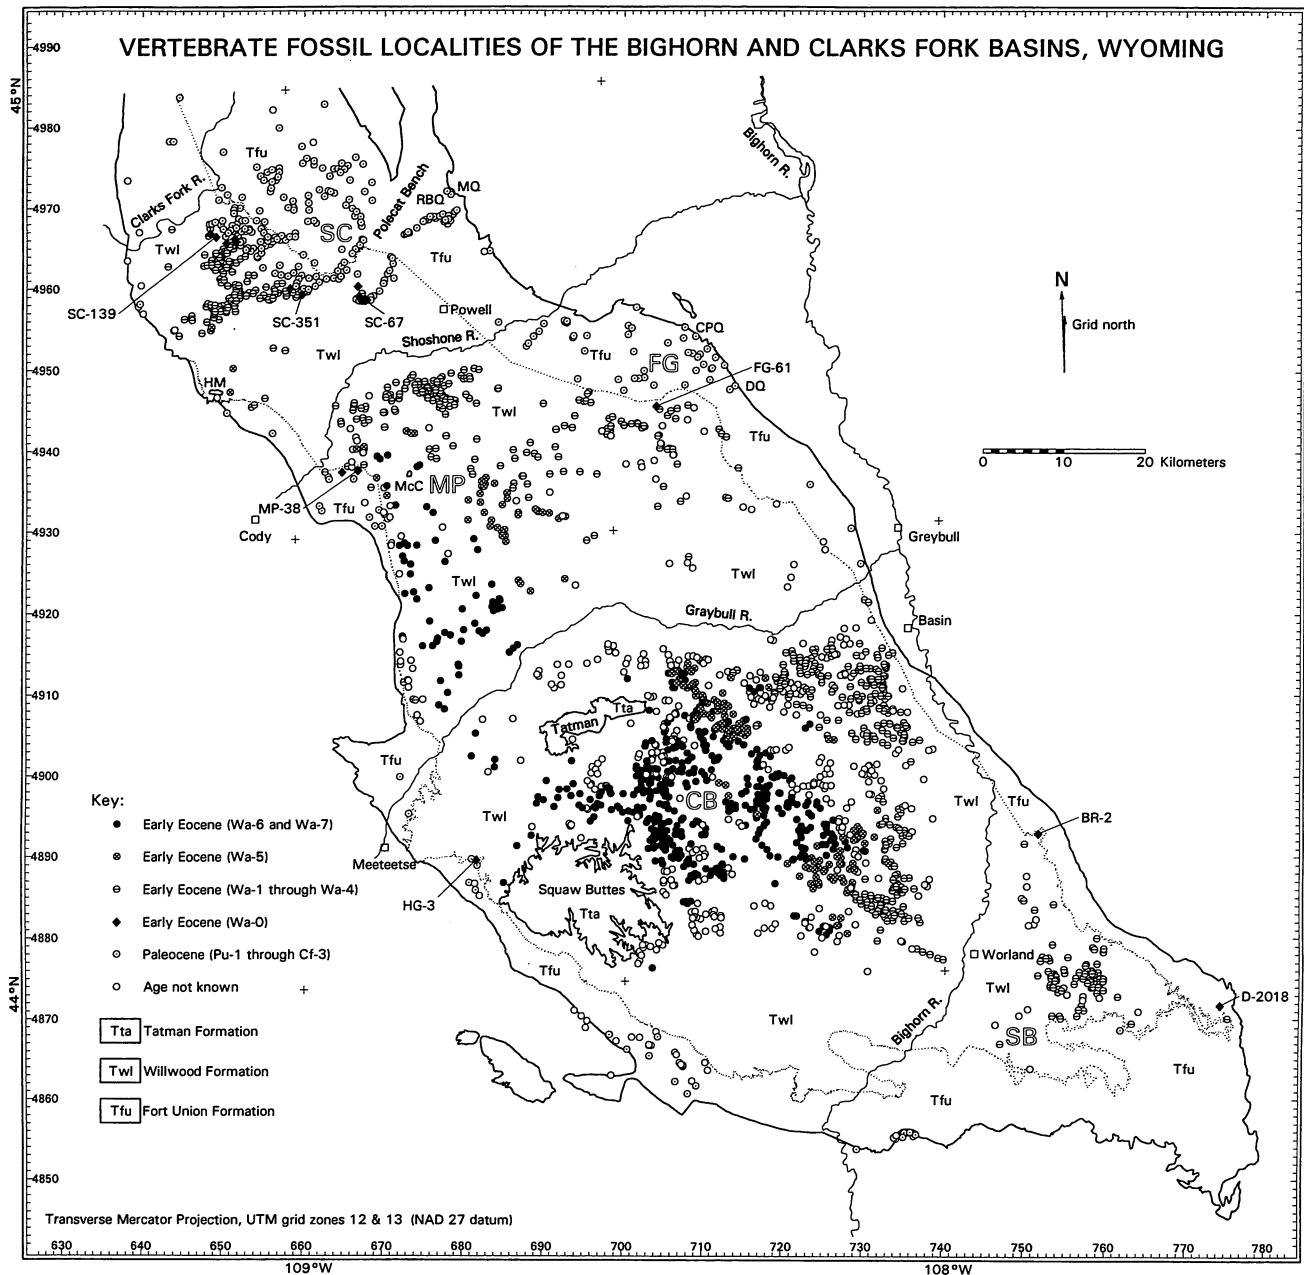 VERTEBRATE FOSSIL LOCALITIES OF THE BIGHORN AND CLARKS FORK BASINS, WYOMING
4990
45°N
4980
4970
4960
4950
4940
4930
4920
4910
4900
4890
4880
44°N
4870
4860
4850
Bighorn R.
Tfu
Clarks Fork R.
Polecat Bench
MQ
RBQ
SC
Twl
Tfu
SC-139
SC-351
SC-67
Powell
Shoshone R.
Twl
HM
Tfu
CPQ
FG
FG-61
DQ
Twl
Tfu
N
Grid north
0 10 20 Kilometers
McC
MP
MP-38
Tfu
Cody
Greybull
Twl
Twl
Graybull R.
Basin
Tta
Tatman
Tfu
CB
Twl
Twl
Tfu
BR-2
Meeteetse
HG-3
Squaw Buttes
Tta
Tfu
Worland
Twl
D-2018
Bighorn R.
Twl
SB
Tfu
Tfu
Key:
Early Eocene (Wa-6 and Wa-7)
Early Eocene (Wa-5)
Early Eocene (Wa-1 through Wa-4)
Early Eocene (Wa-0)
Paleocene (Pu-1 through Cf-3)
Age not known
Tta Tatman Formation
Twl Willwood Formation
Tfu Fort Union Formation
Transverse Mercator Projection, UTM grid zones 12 & 13 (NAD 27 datum)
630 640 650 660 670 680 690 700 710 720 730 740 750 760 770 780
109°W 108°W